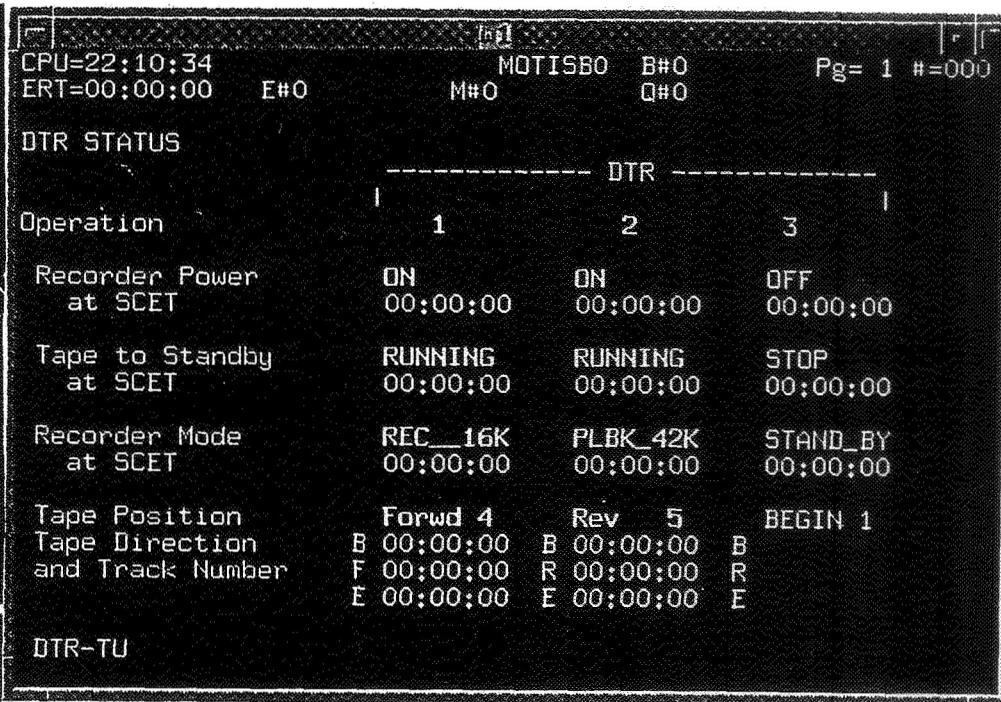 CPU=22:10:34 MOTISBO B#0 Pg= 1 #=000
ERT=00:00:00 E#0 M#0 Q#0
DTR STATUS
------------- DTR -------------
Operation 1 2 3
Recorder Power ON ON OFF
at SCET 00:00:00 00:00:00 00:00:00
Tape to Standby RUNNING RUNNING STOP
at SCET 00:00:00 00:00:00 00:00:00
Recorder Mode REC__16K PLBK_42K STAND_BY
at SCET 00:00:00 00:00:00 00:00:00
Tape Position Forwd 4 Rev 5 BEGIN 1
Tape Direction B 00:00:00 B 00:00:00 B
and Track Number F 00:00:00 R 00:00:00 R
E 00:00:00 E 00:00:00 E
DTR-TU